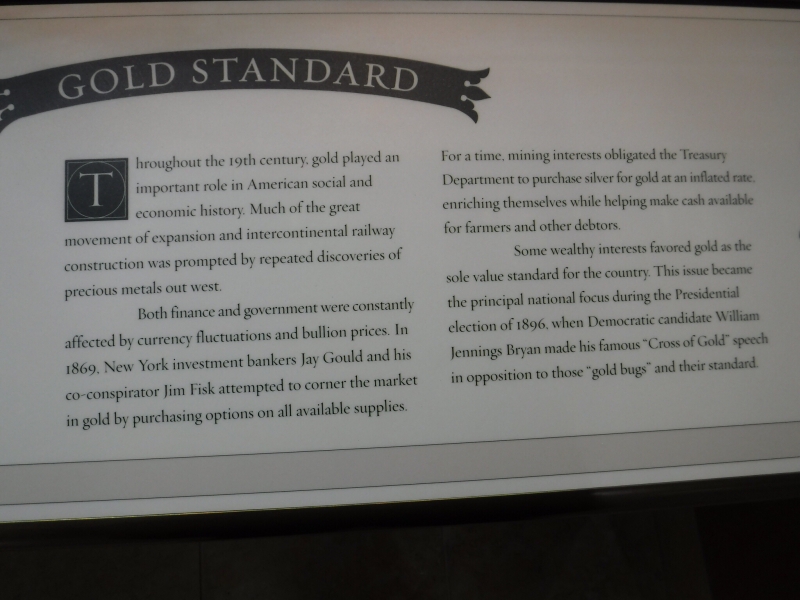 GOLD STANDARD
Throughout the 19th century, gold played an
important role in American social and
economic history. Much of the great
movement of expansion and intercontinental railway
construction was prompted by repeated discoveries of
precious metals out west.
Both finance and government were constantly
affected by currency fluctuations and bullion prices. In
1869, New York investment bankers Jay Gould and his
co-conspirator Jim Fisk attempted to corner the market
in gold by purchasing options on all available supplies.
For a time, mining interests obligated the Treasury
Department to purchase silver for gold at an inflated rate,
enriching themselves while helping make cash available
for farmers and other debtors.
Some wealthy interests favored gold as the
sole value standard for the country. This issue became
the principal national focus during the Presidential
election of 1896, when Democratic candidate William
Jennings Bryan made his famous "Cross of Gold" speech
in opposition to those "gold bugs" and their standard.